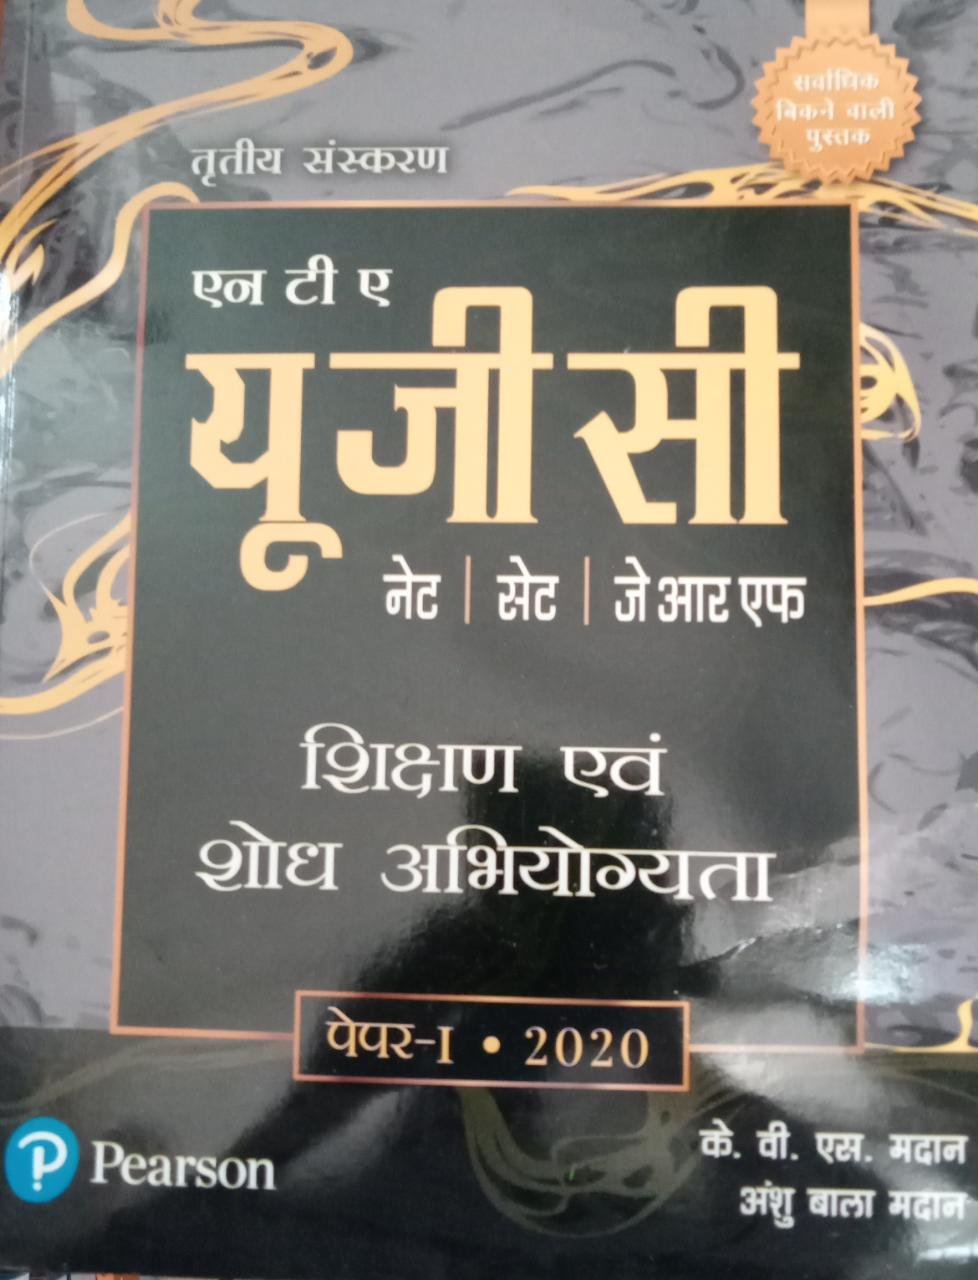 सर्वाधिक
बिकने वाली
पुस्तक
तृतीय संस्करण
एन टी ए
यूजीसी
नेट | सेट | जे आर एफ
शिक्षण एवं
शोध अभियोग्यता
पेपर-I • 2020
Pearson
के. वी. एस. मदान
अंशु बाला मदान